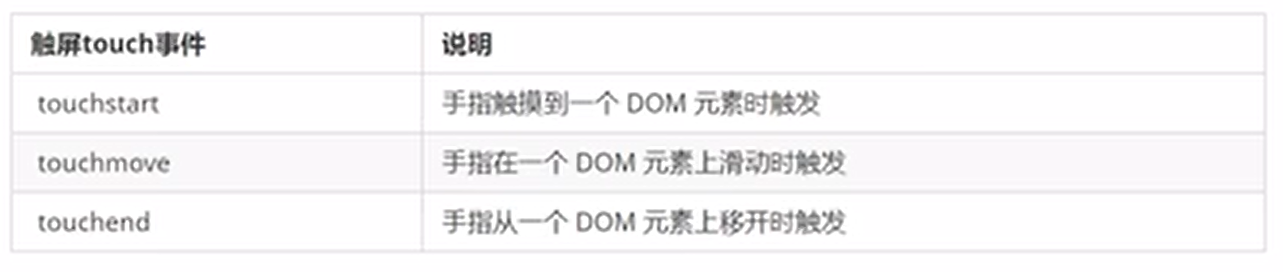 触屏touch事件 说明
touchstart 手指触摸到一个 DOM 元素时触发
touchmove 手指在一个 DOM 元素上滑动时触发
touchend 手指从一个 DOM 元素上移开时触发